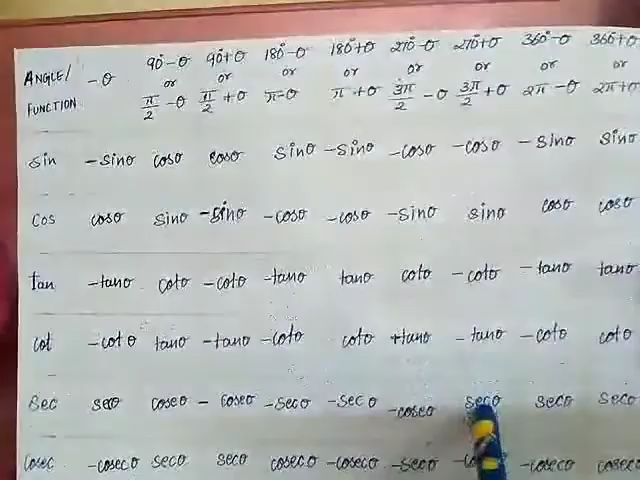 90°-θ 90°+θ 180°-θ 180°+θ 270°-θ 270°+θ 360°-θ 360+θ
ANGLE/ -θ or or or or or or or or
FUNCTION π/2 -θ π/2 +θ π-θ π+θ 3π/2 -θ 3π/2 +θ 2π-θ 2π+θ
sin -sinθ cosθ cosθ sinθ -sinθ -cosθ -cosθ -sinθ sinθ
cos cosθ sinθ -sinθ -cosθ -cosθ -sinθ sinθ cosθ cosθ
tan -tanθ cotθ -cotθ -tanθ tanθ cotθ -cotθ -tanθ tanθ
cot -cotθ tanθ -tanθ -cotθ cotθ +tanθ -tanθ -cotθ cotθ
sec secθ cosecθ -cosecθ -secθ -secθ -cosecθ secθ secθ
cosec -cosecθ secθ secθ cosecθ -cosecθ -secθ -cosecθ cosec